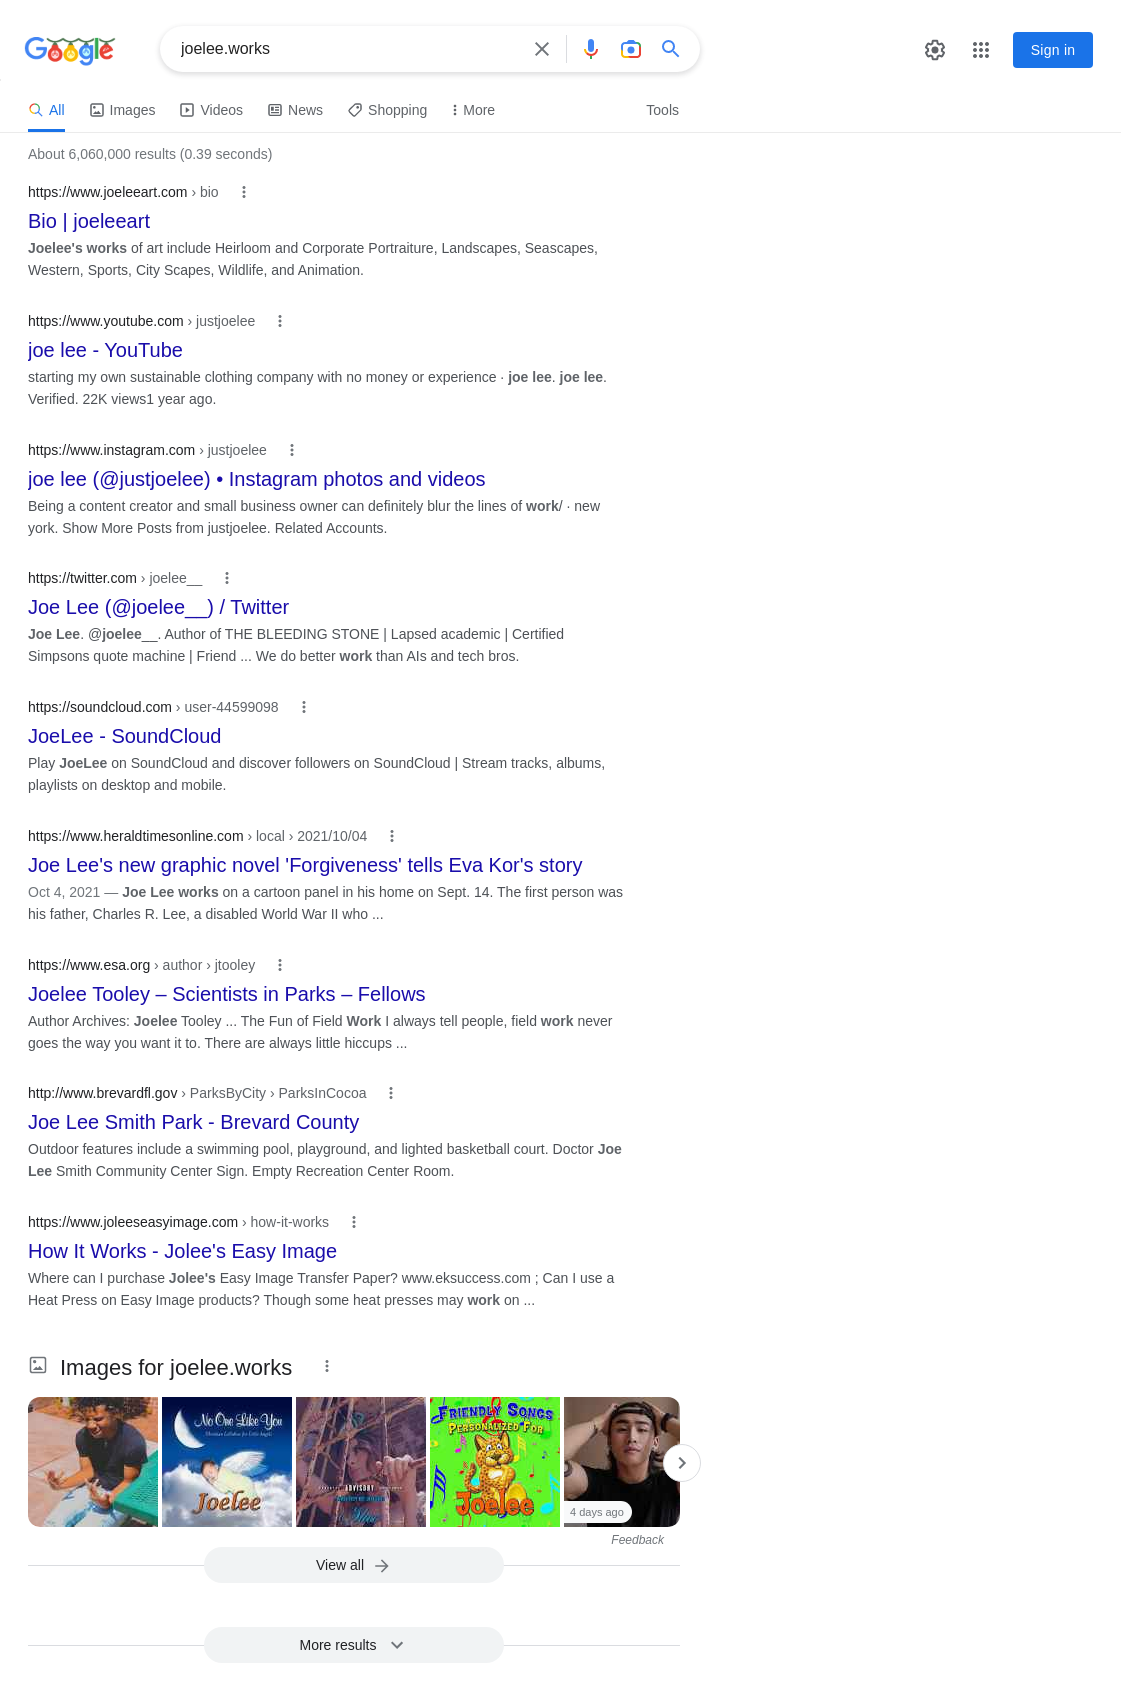 Google
joelee.works
Sign in
All
Images
Videos
News
Shopping
More
Tools
About 6,060,000 results (0.39 seconds)
https://www.joeleeart.com › bio
Bio | joeleeart
Joelee's works of art include Heirloom and Corporate Portraiture, Landscapes, Seascapes,
Western, Sports, City Scapes, Wildlife, and Animation.
https://www.youtube.com › justjoelee
joe lee - YouTube
starting my own sustainable clothing company with no money or experience · joe lee. joe lee.
Verified. 22K views1 year ago.
https://www.instagram.com › justjoelee
joe lee (@justjoelee) • Instagram photos and videos
Being a content creator and small business owner can definitely blur the lines of work/ · new
york. Show More Posts from justjoelee. Related Accounts.
https://twitter.com › joelee__
Joe Lee (@joelee__) / Twitter
Joe Lee. @joelee__. Author of THE BLEEDING STONE | Lapsed academic | Certified
Simpsons quote machine | Friend ... We do better work than AIs and tech bros.
https://soundcloud.com › user-44599098
JoeLee - SoundCloud
Play JoeLee on SoundCloud and discover followers on SoundCloud | Stream tracks, albums,
playlists on desktop and mobile.
https://www.heraldtimesonline.com › local › 2021/10/04
Joe Lee's new graphic novel 'Forgiveness' tells Eva Kor's story
Oct 4, 2021 — Joe Lee works on a cartoon panel in his home on Sept. 14. The first person was
his father, Charles R. Lee, a disabled World War II who ...
https://www.esa.org › author › jtooley
Joelee Tooley – Scientists in Parks – Fellows
Author Archives: Joelee Tooley ... The Fun of Field Work I always tell people, field work never
goes the way you want it to. There are always little hiccups ...
http://www.brevardfl.gov › ParksByCity › ParksInCocoa
Joe Lee Smith Park - Brevard County
Outdoor features include a swimming pool, playground, and lighted basketball court. Doctor Joe
Lee Smith Community Center Sign. Empty Recreation Center Room.
https://www.joleeseasyimage.com › how-it-works
How It Works - Jolee's Easy Image
Where can I purchase Jolee's Easy Image Transfer Paper? www.eksuccess.com ; Can I use a
Heat Press on Easy Image products? Though some heat presses may work on ...
Images for joelee.works
No One Like You
Joelee
ADVISORY
FRIENDLY SONGS
PERSONALIZED FOR
Joelee
4 days ago
Feedback
View all
More results